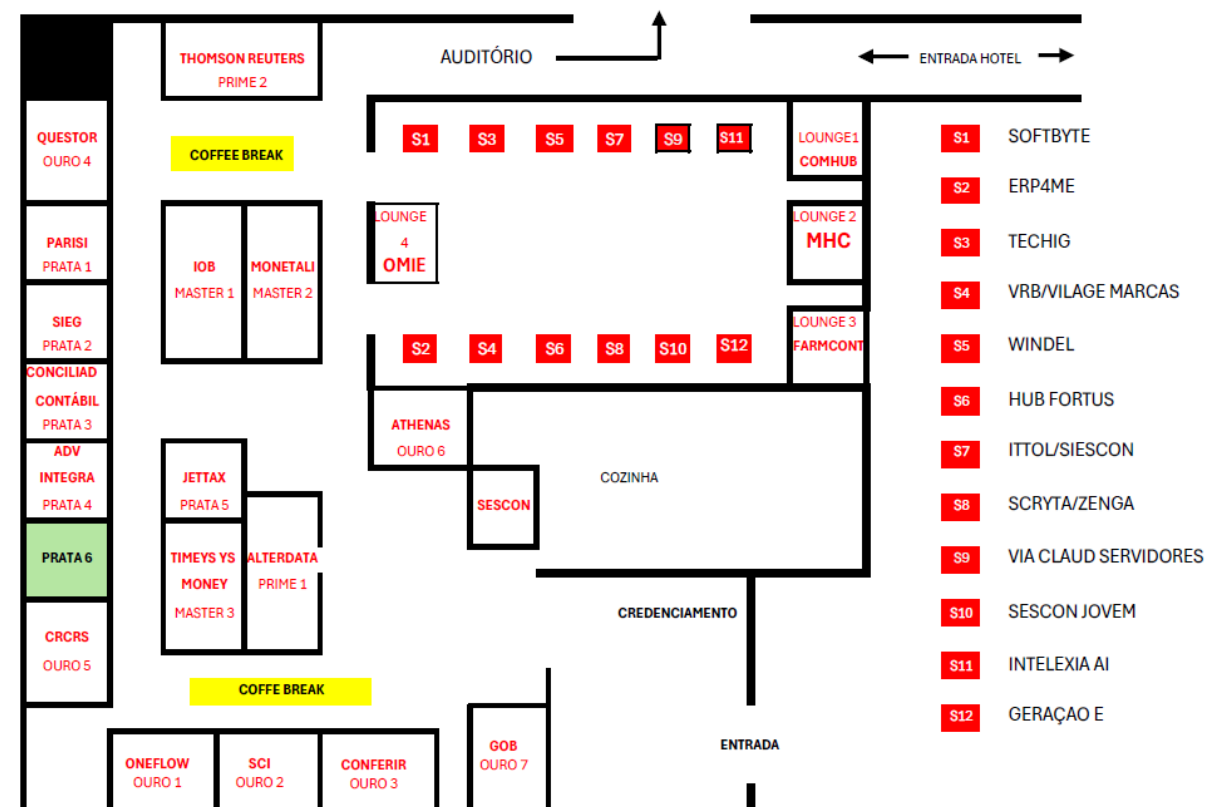 THOMSON REUTERS
PRIME 2
AUDITÓRIO
ENTRADA HOTEL
QUESTOR
OURO 4
COFFEE BREAK
S1
S3
S5
S7
S9
S11
LOUNGE1
COMHUB
PARISI
PRATA 1
IOB
MASTER 1
MONETALI
MASTER 2
LOUNGE
4
OMIE
LOUNGE 2
MHC
SIEG
PRATA 2
S2
S4
S6
S8
S10
S12
LOUNGE 3
FARMCONT
CONCILIAD
CONTÁBIL
PRATA 3
ATHENAS
OURO 6
ADV
INTEGRA
PRATA 4
JETTAX
PRATA 5
SESCON
COZINHA
PRATA 6
TIMEYS YS
MONEY
MASTER 3
ALTERDATA
PRIME 1
CREDENCIAMENTO
CRCRS
OURO 5
COFFE BREAK
ONEFLOW
OURO 1
SCI
OURO 2
CONFERIR
OURO 3
GOB
OURO 7
ENTRADA
S1 SOFTBYTE
S2 ERP4ME
S3 TECHIG
S4 VRB/VILAGE MARCAS
S5 WINDEL
S6 HUB FORTUS
S7 ITTOL/SIESCON
S8 SCRYTA/ZENGA
S9 VIA CLAUD SERVIDORES
S10 SESCON JOVEM
S11 INTELEXIA AI
S12 GERAÇAO E